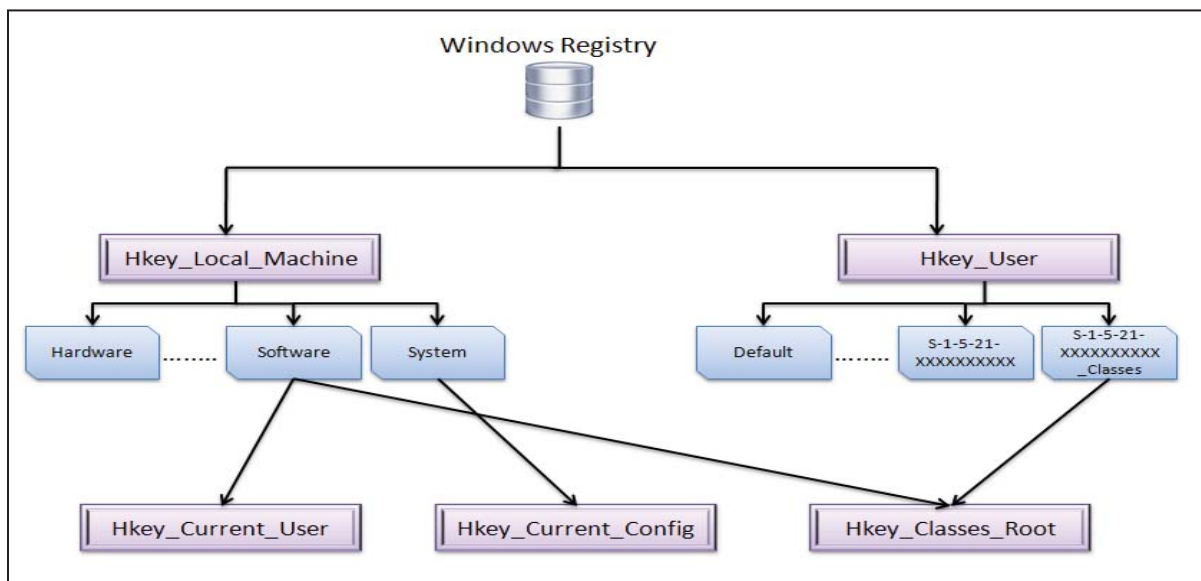 Windows Registry
Hkey_Local_Machine
Hkey_User
Hardware
........
Software
System
Default
........
S-1-5-21-
XXXXXXXXXX
S-1-5-21-
XXXXXXXXXX
_Classes
Hkey_Current_User
Hkey_Current_Config
Hkey_Classes_Root